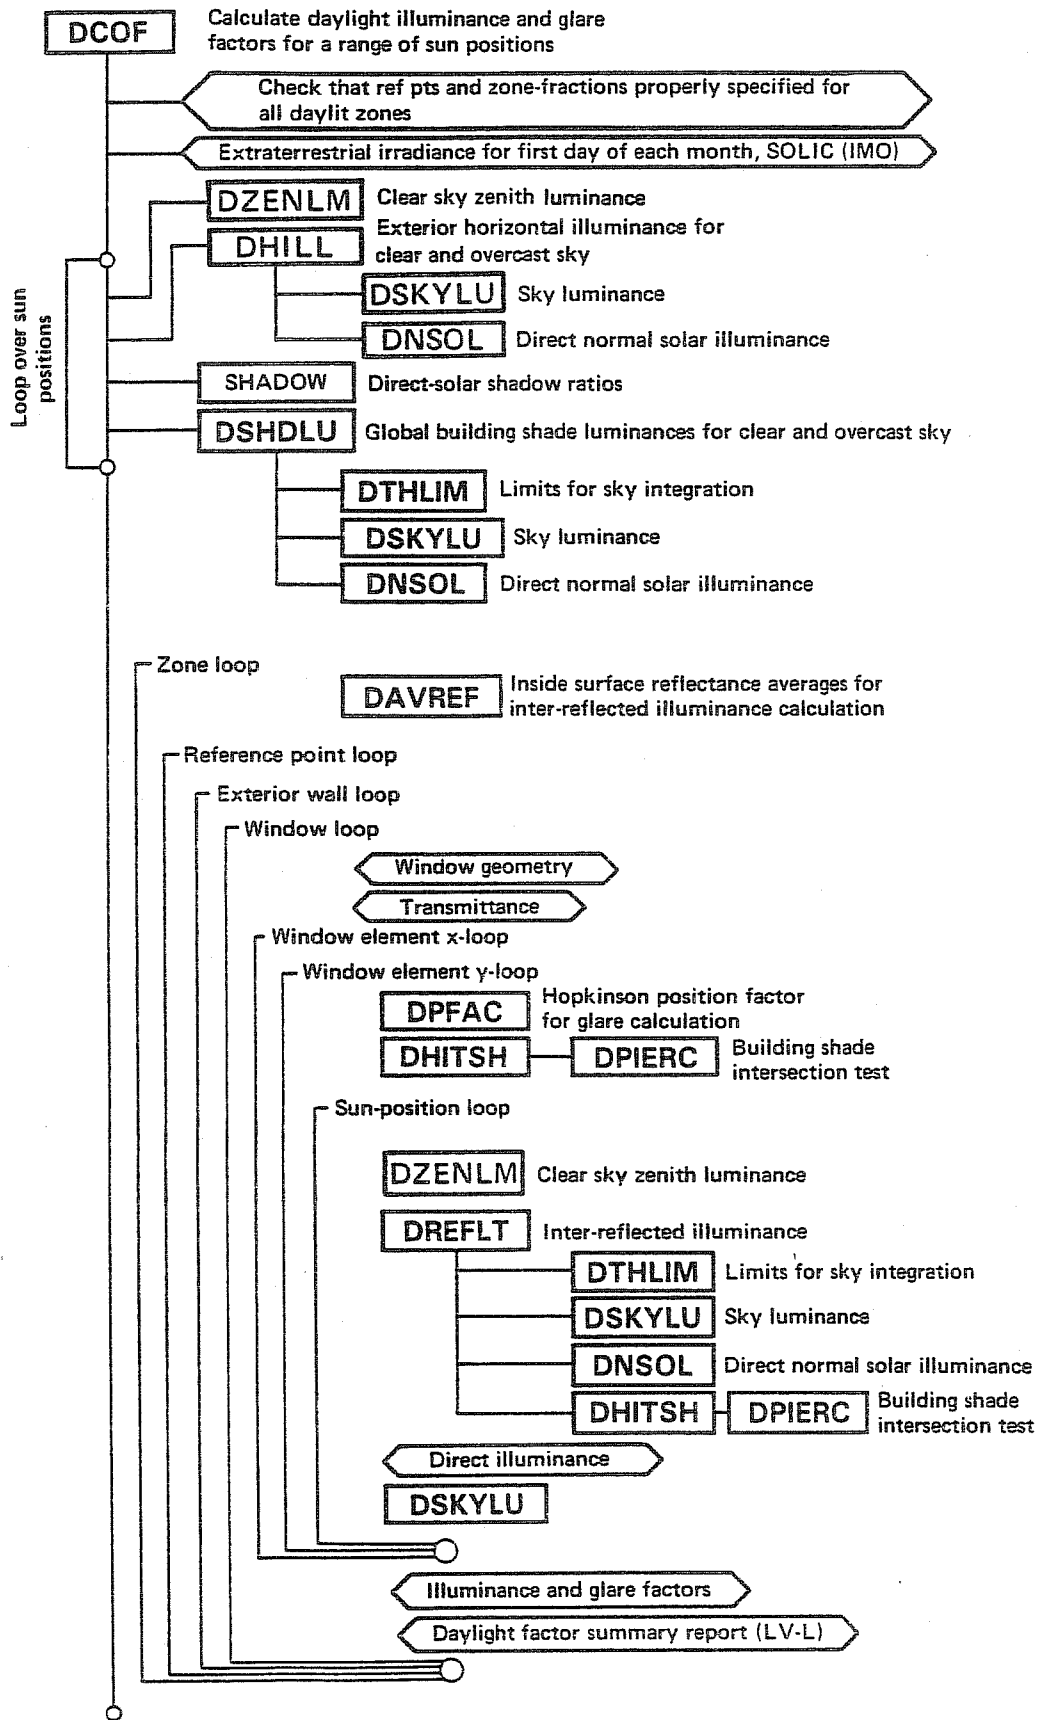 DCOF
Calculate daylight illuminance and glare
factors for a range of sun positions
Check that ref pts and zone-fractions properly specified for
all daylit zones
Extraterrestrial irradiance for first day of each month, SOLIC (IMO)
DZENLM
Clear sky zenith luminance
DHILL
Exterior horizontal illuminance for
clear and overcast sky
DSKYLU
Sky luminance
DNSOL
Direct normal solar illuminance
Loop over sun
positions
SHADOW
Direct-solar shadow ratios
DSHDLU
Global building shade luminances for clear and overcast sky
DTHLIM
Limits for sky integration
DSKYLU
Sky luminance
DNSOL
Direct normal solar illuminance
Zone loop
DAVREF
Inside surface reflectance averages for
inter-reflected illuminance calculation
Reference point loop
Exterior wall loop
Window loop
Window geometry
Transmittance
Window element x-loop
Window element y-loop
DPFAC
Hopkinson position factor
for glare calculation
DHITSH
DPIERC
Building shade
intersection test
Sun-position loop
DZENLM
Clear sky zenith luminance
DREFLT
Inter-reflected illuminance
DTHLIM
Limits for sky integration
DSKYLU
Sky luminance
DNSOL
Direct normal solar illuminance
DHITSH
DPIERC
Building shade
intersection test
Direct illuminance
DSKYLU
Illuminance and glare factors
Daylight factor summary report (LV-L)